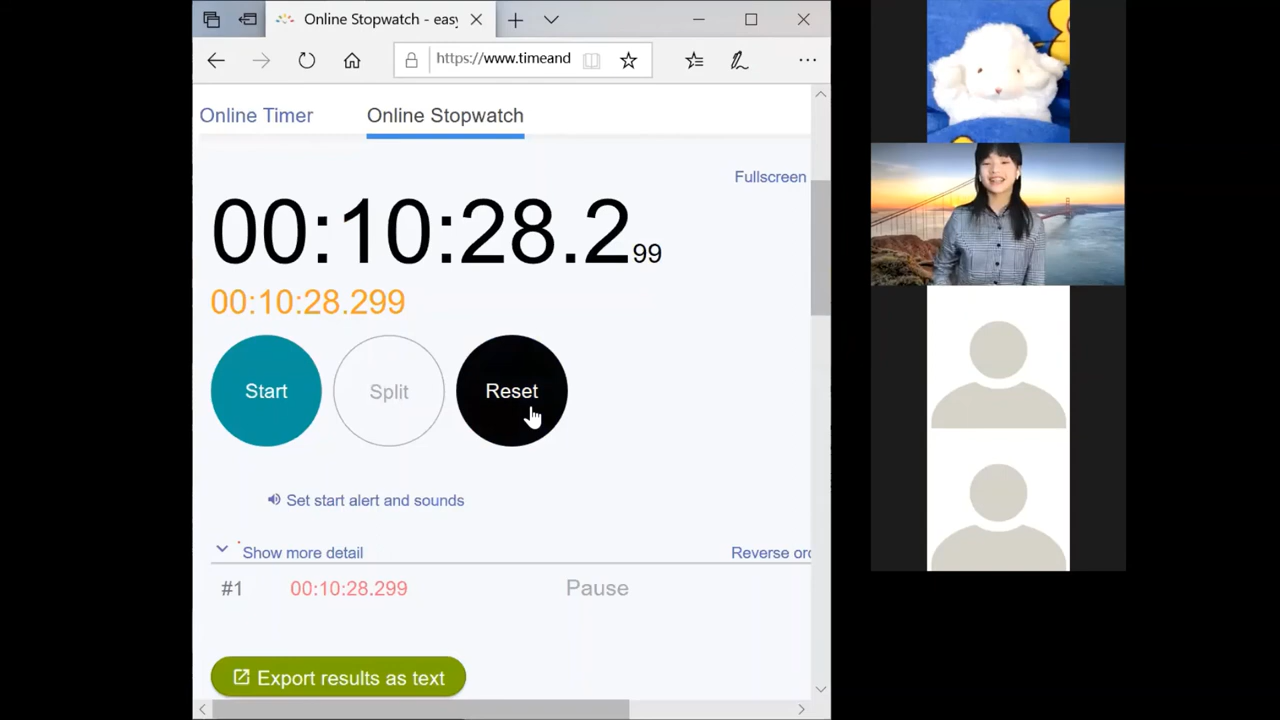 Online Stopwatch - easy
https://www.timeand
Online Timer
Online Stopwatch
Fullscreen
00:10:28.299
00:10:28.299
Start
Split
Reset
Set start alert and sounds
Show more detail
Reverse ord
#1 00:10:28.299 Pause
Export results as text